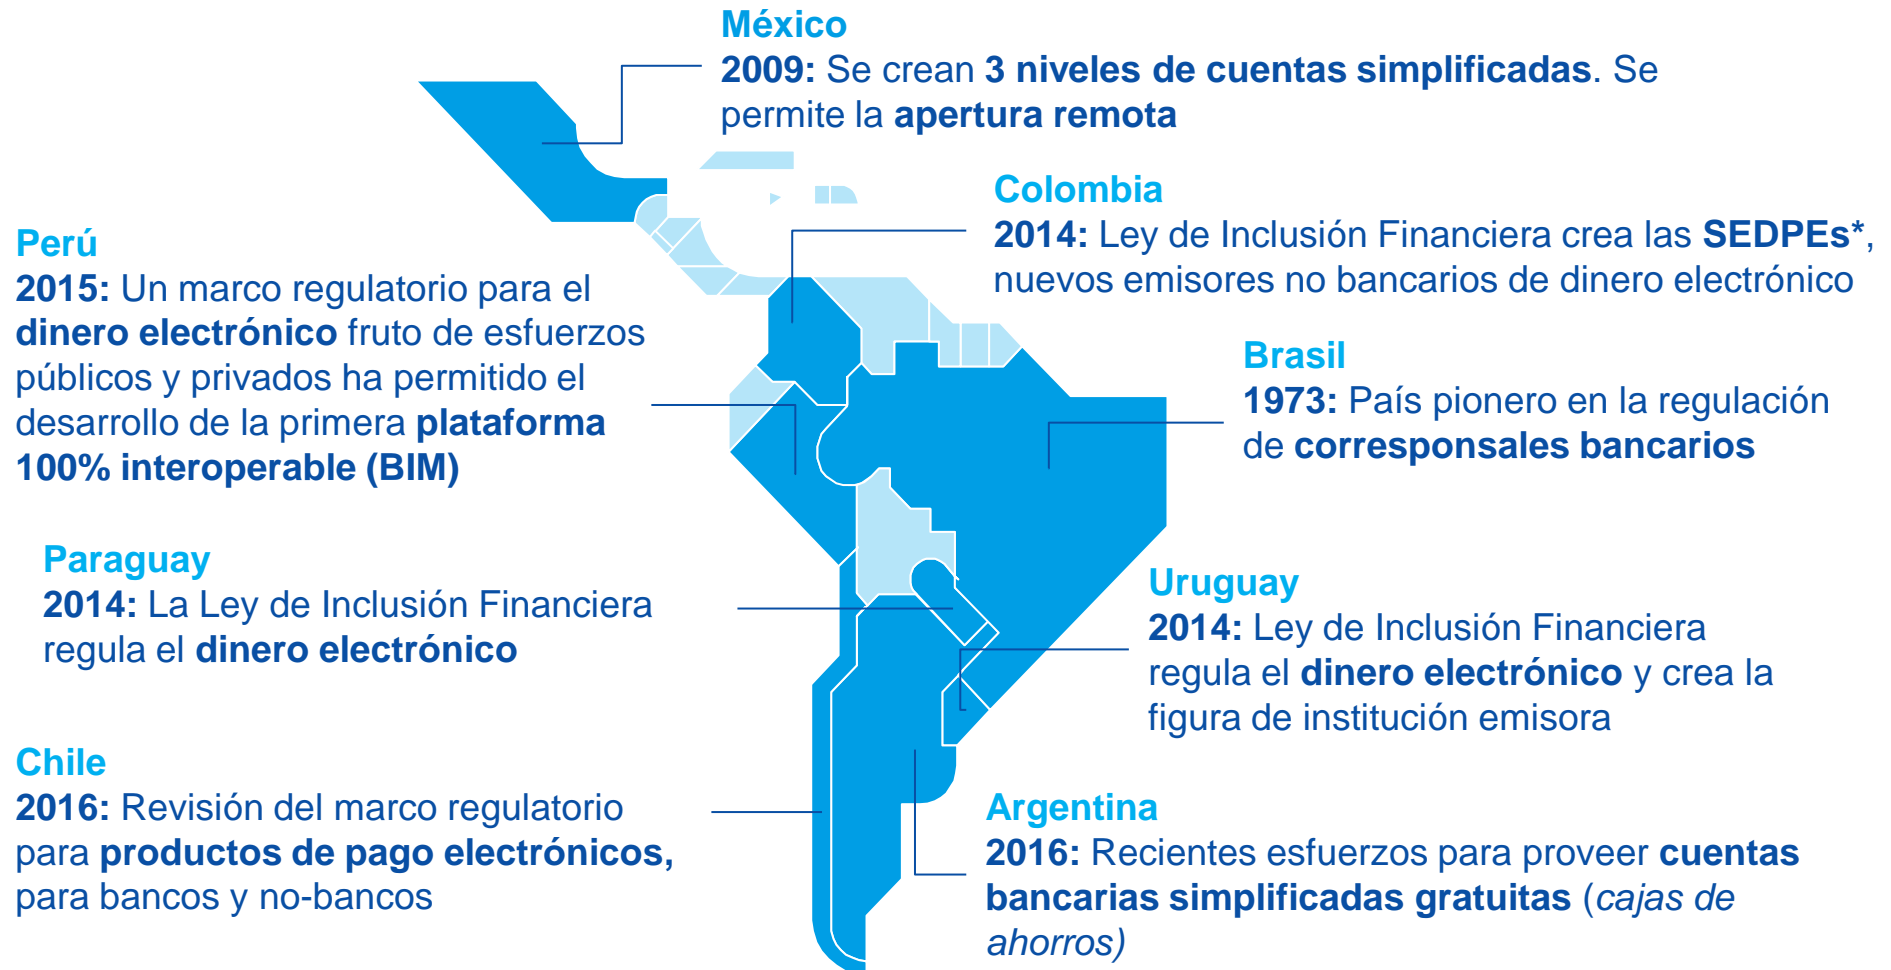 México
2009: Se crean 3 niveles de cuentas simplificadas. Se
permite la apertura remota
Colombia
2014: Ley de Inclusión Financiera crea las SEDPEs*,
nuevos emisores no bancarios de dinero electrónico
Perú
2015: Un marco regulatorio para el
dinero electrónico fruto de esfuerzos
públicos y privados ha permitido el
desarrollo de la primera plataforma
100% interoperable (BIM)
Brasil
1973: País pionero en la regulación
de corresponsales bancarios
Paraguay
2014: La Ley de Inclusión Financiera
regula el dinero electrónico
Uruguay
2014: Ley de Inclusión Financiera
regula el dinero electrónico y crea la
figura de institución emisora
Chile
2016: Revisión del marco regulatorio
para productos de pago electrónicos,
para bancos y no-bancos
Argentina
2016: Recientes esfuerzos para proveer cuentas
bancarias simplificadas gratuitas (cajas de
ahorros)